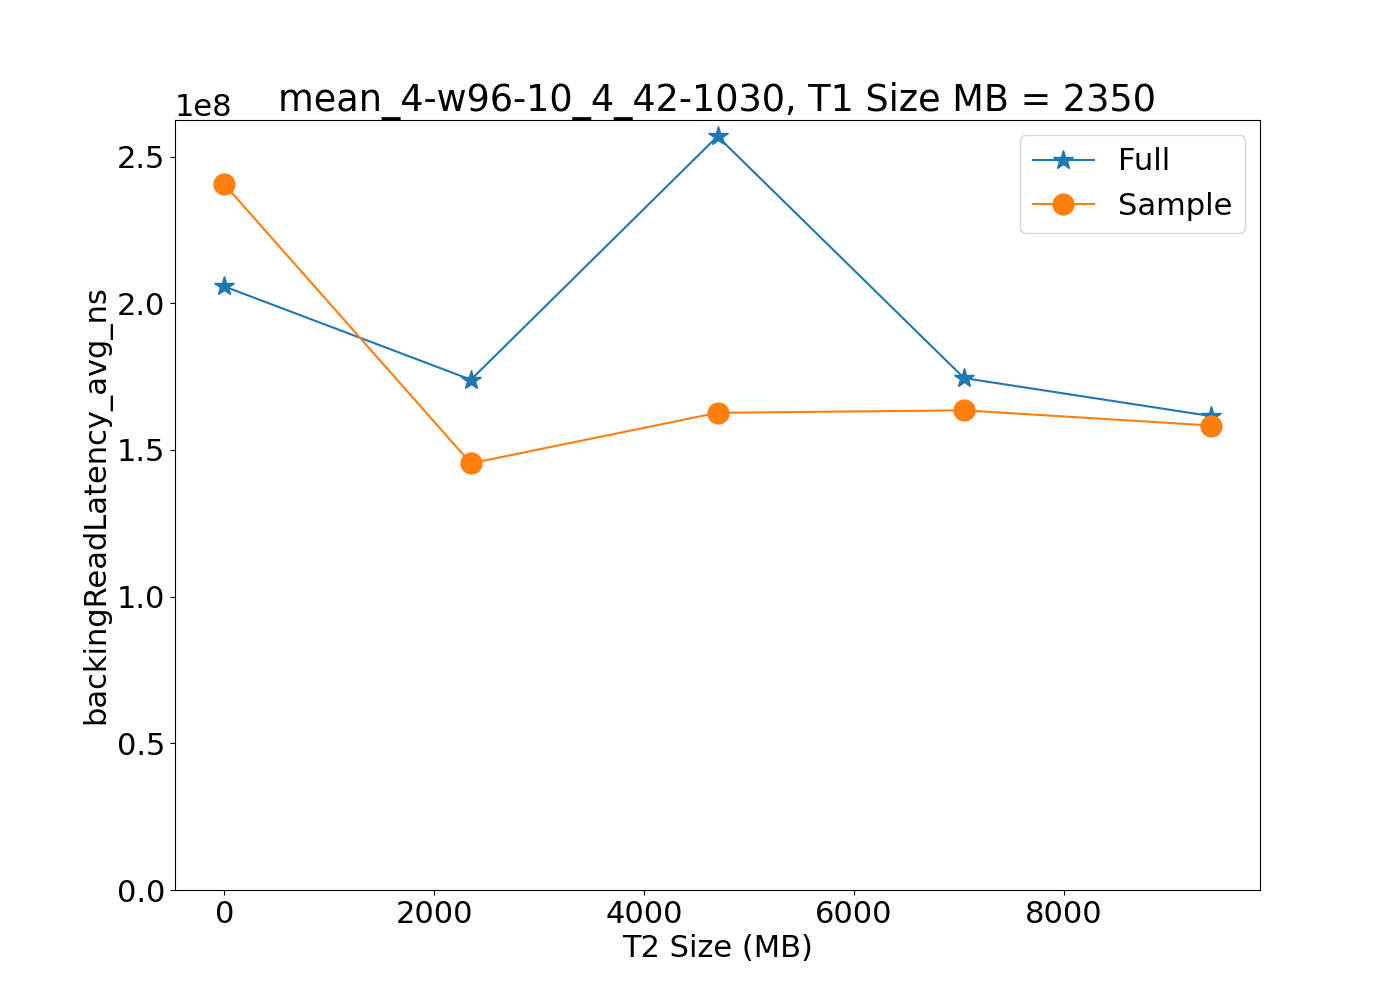 mean_4-w96-10_4_42-1030, T1 Size MB = 2350
1e8
Full
Sample
2.5
2.0
1.5
1.0
0.5
0.0
backingReadLatency_avg_ns
0 2000 4000 6000 8000
T2 Size (MB)